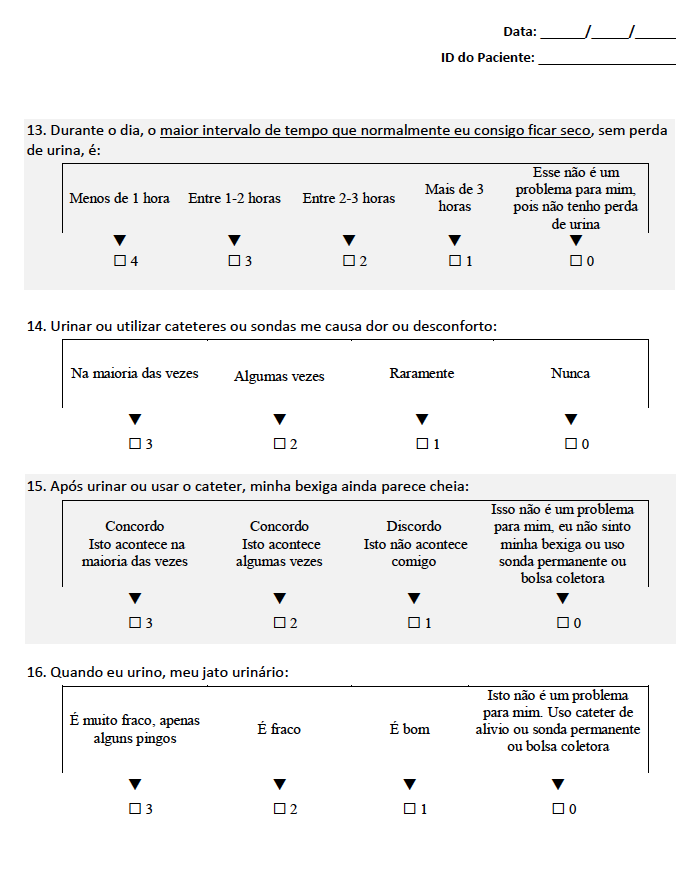 Data: ______/_____/______
ID do Paciente: __________________
13. Durante o dia, o maior intervalo de tempo que normalmente eu consigo ficar seco, sem perda
de urina, é:
Menos de 1 hora
Entre 1-2 horas
Entre 2-3 horas
Mais de 3
horas
Esse não é um
problema para mim,
pois não tenho perda
de urina
▼ ▼ ▼ ▼ ▼
☐ 4 ☐ 3 ☐ 2 ☐ 1 ☐ 0
14. Urinar ou utilizar cateteres ou sondas me causa dor ou desconforto:
Na maioria das vezes
Algumas vezes
Raramente
Nunca
▼ ▼ ▼ ▼
☐ 3 ☐ 2 ☐ 1 ☐ 0
15. Após urinar ou usar o cateter, minha bexiga ainda parece cheia:
Concordo
Isto acontece na
maioria das vezes
Concordo
Isto acontece
algumas vezes
Discordo
Isto não acontece
comigo
Isso não é um problema
para mim, eu não sinto
minha bexiga ou uso
sonda permanente ou
bolsa coletora
▼ ▼ ▼ ▼
☐ 3 ☐ 2 ☐ 1 ☐ 0
16. Quando eu urino, meu jato urinário:
É muito fraco, apenas
alguns pingos
É fraco
É bom
Isto não é um problema
para mim. Uso cateter de
alivio ou sonda permanente
ou bolsa coletora
▼ ▼ ▼ ▼
☐ 3 ☐ 2 ☐ 1 ☐ 0